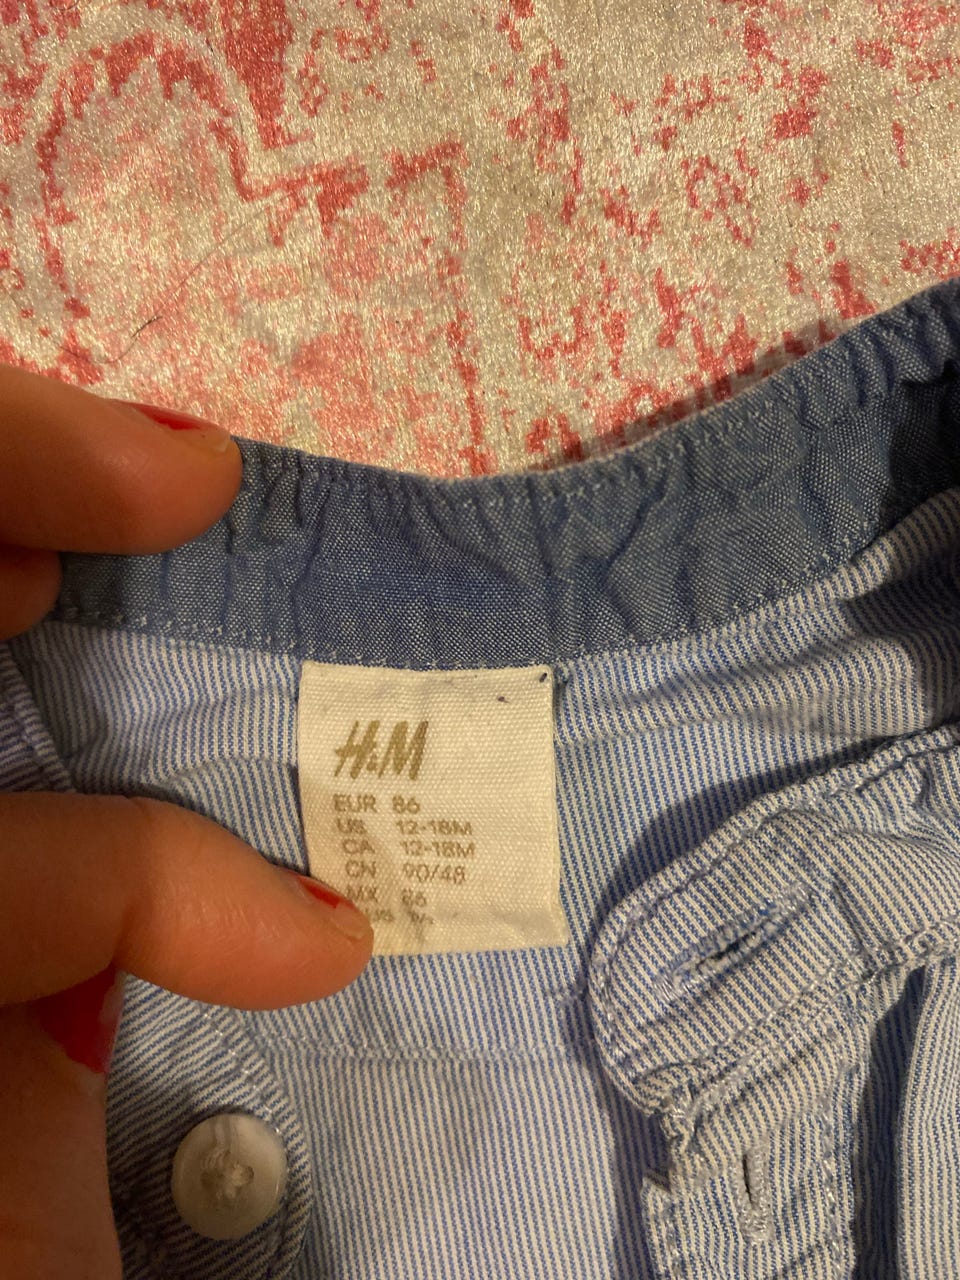 H&M
EUR 86
US 12-18M
CA 12-18M
CN 90/48
MX 86